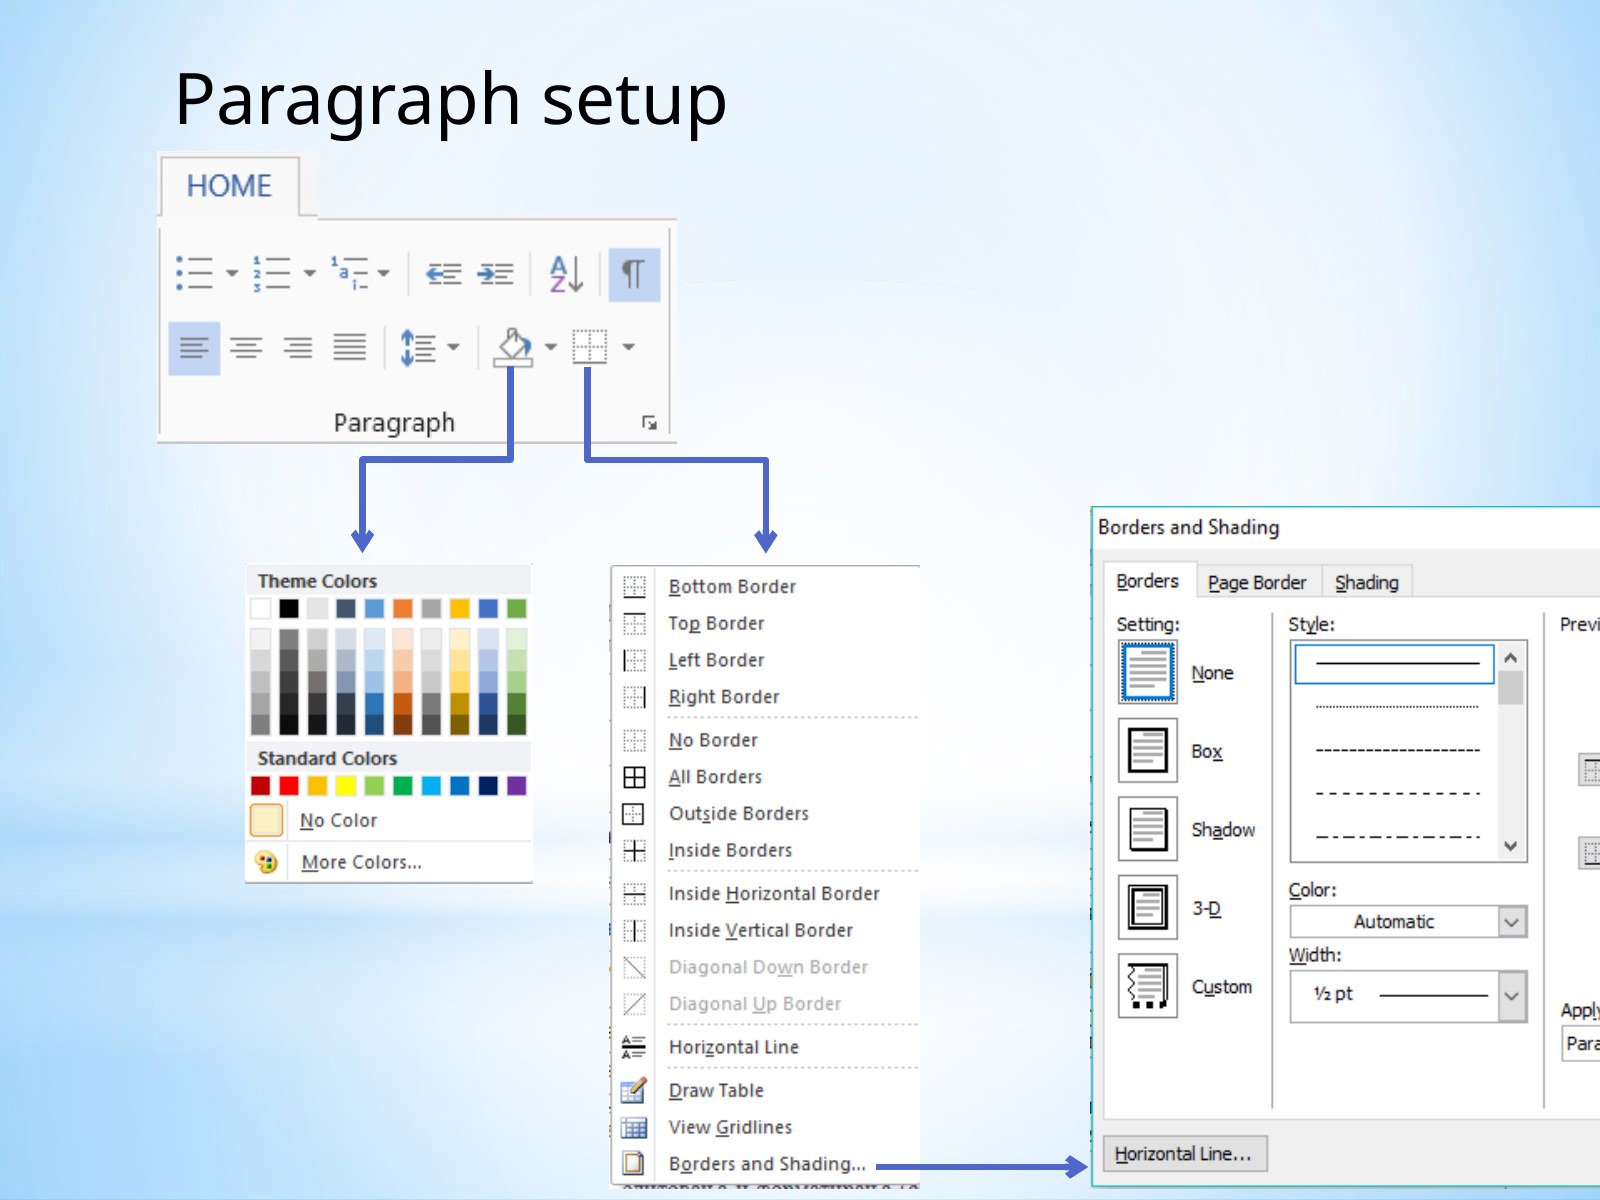 Paragraph setup
HOME
Paragraph
Theme Colors
Standard Colors
No Color
More Colors...
Bottom Border
Top Border
Left Border
Right Border
No Border
All Borders
Outside Borders
Inside Borders
Inside Horizontal Border
Inside Vertical Border
Diagonal Down Border
Diagonal Up Border
Horizontal Line
Draw Table
View Gridlines
Borders and Shading...
Borders and Shading
Borders Page Border Shading
Setting:
None
Box
Shadow
3-D
Custom
Style:
Color:
Automatic
Width:
½ pt
Previ
Apply
Para
Horizontal Line...